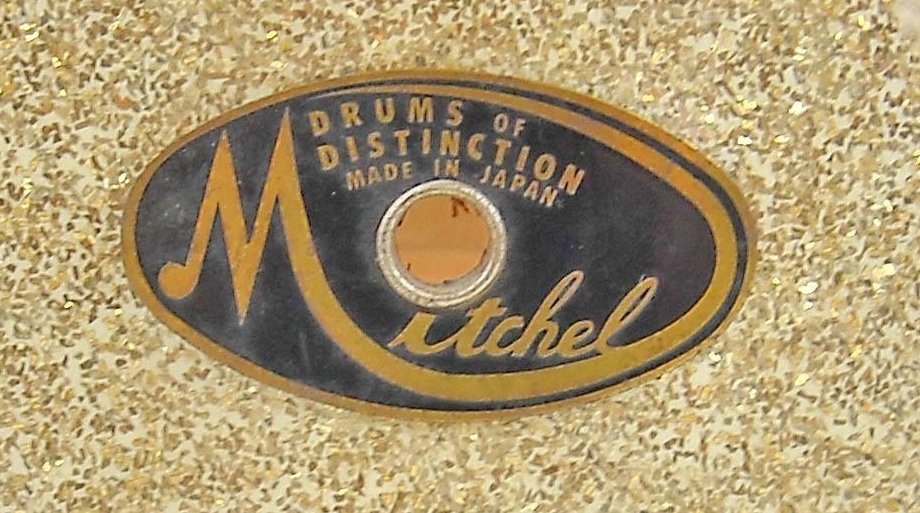 DRUMS OF
DISTINCTION
MADE IN JAPAN
Mitchel